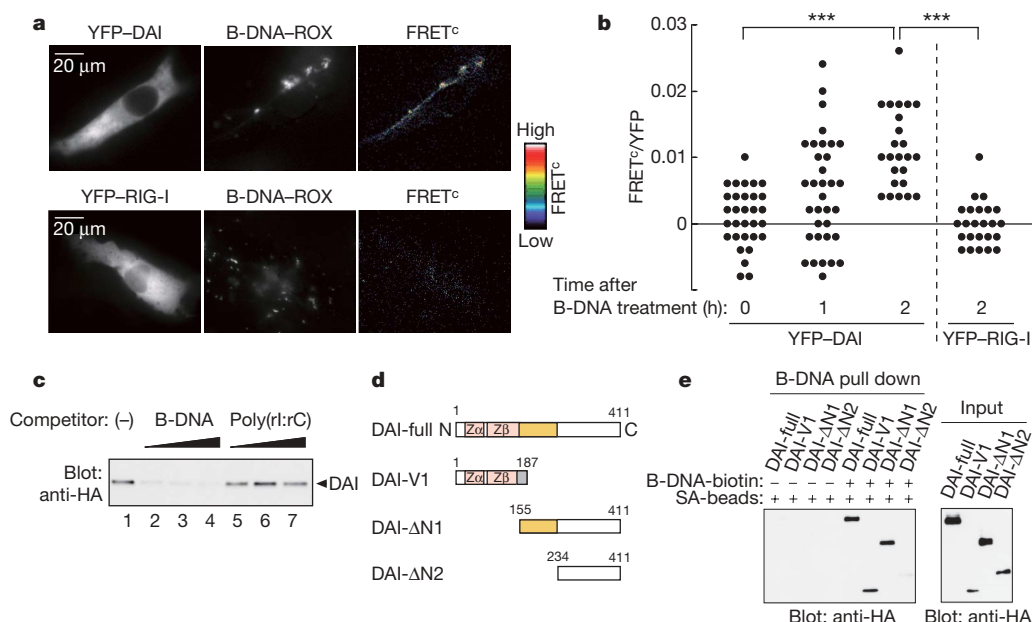 a
YFP–DAI B-DNA–ROX FRETᶜ
20 μm
High
FRETᶜ
Low
YFP–RIG-I B-DNA–ROX FRETᶜ
20 μm
b
*** ***
FRETᶜ/YFP
0.03
0.02
0.01
0
Time after
B-DNA treatment (h): 0 1 2 2
YFP–DAI YFP–RIG-I
c
Competitor: (–) B-DNA Poly(rI:rC)
Blot:
anti-HA
DAI
1 2 3 4 5 6 7
d
1 411
DAI-full N Zα Zβ C
1 187
DAI-V1 Zα Zβ
155 411
DAI-ΔN1
234 411
DAI-ΔN2
e
B-DNA pull down
Input
DAI-full DAI-V1 DAI-ΔN1 DAI-ΔN2 DAI-full DAI-V1 DAI-ΔN1 DAI-ΔN2
DAI-full DAI-V1 DAI-ΔN1 DAI-ΔN2
B-DNA-biotin: – – – – + + + +
SA-beads: + + + + + + + +
Blot: anti-HA Blot: anti-HA